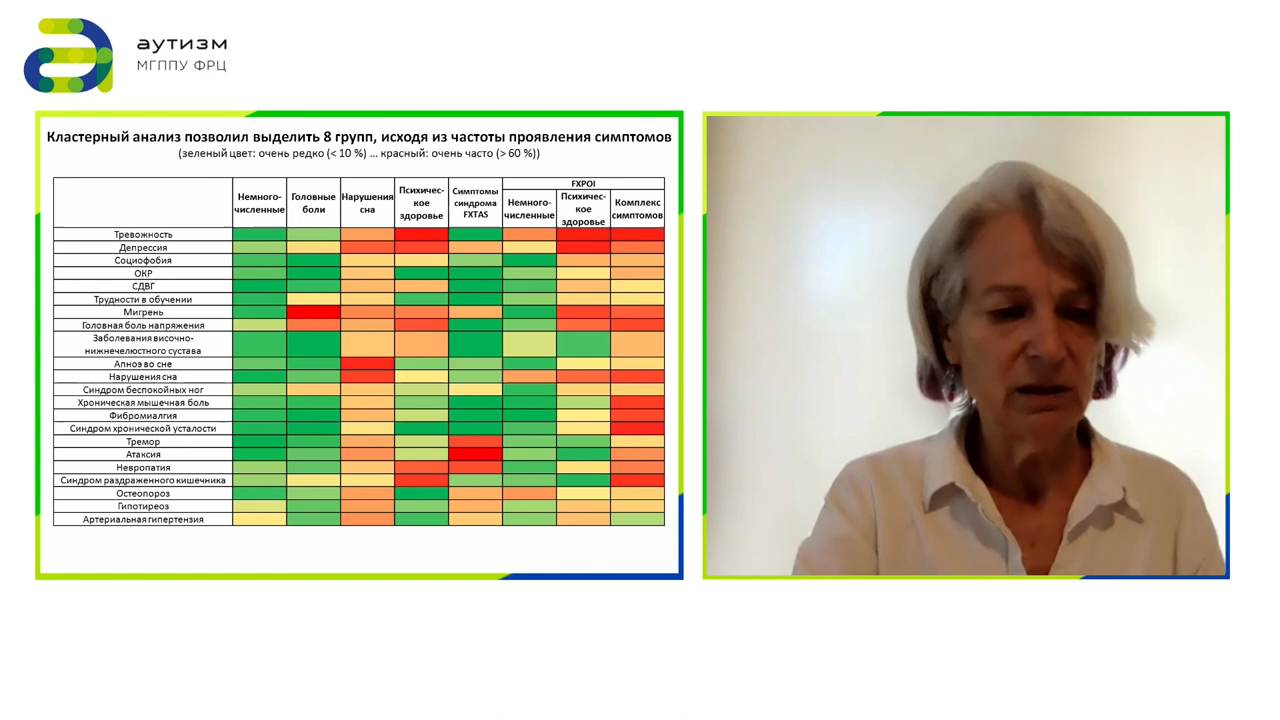 аутизм
МГППУ ФРЦ
Кластерный анализ позволил выделить 8 групп, исходя из частоты проявления симптомов
(зеленый цвет: очень редко (< 10 %) ... красный: очень часто (> 60 %))
FXPOI
Немного-численные
Головные боли
Нарушения сна
Психичес-кое здоровье
Симптомы синдрома FXTAS
Немного-численные
Психичес-кое здоровье
Комплекс симптомов
Тревожность
Депрессия
Социофобия
ОКР
СДВГ
Трудности в обучении
Мигрень
Головная боль напряжения
Заболевания височно-
нижнечелюстного сустава
Апноэ во сне
Нарушения сна
Синдром беспокойных ног
Хроническая мышечная боль
Фибромиалгия
Синдром хронической усталости
Тремор
Атаксия
Невропатия
Синдром раздраженного кишечника
Остеопороз
Гипотиреоз
Артериальная гипертензия